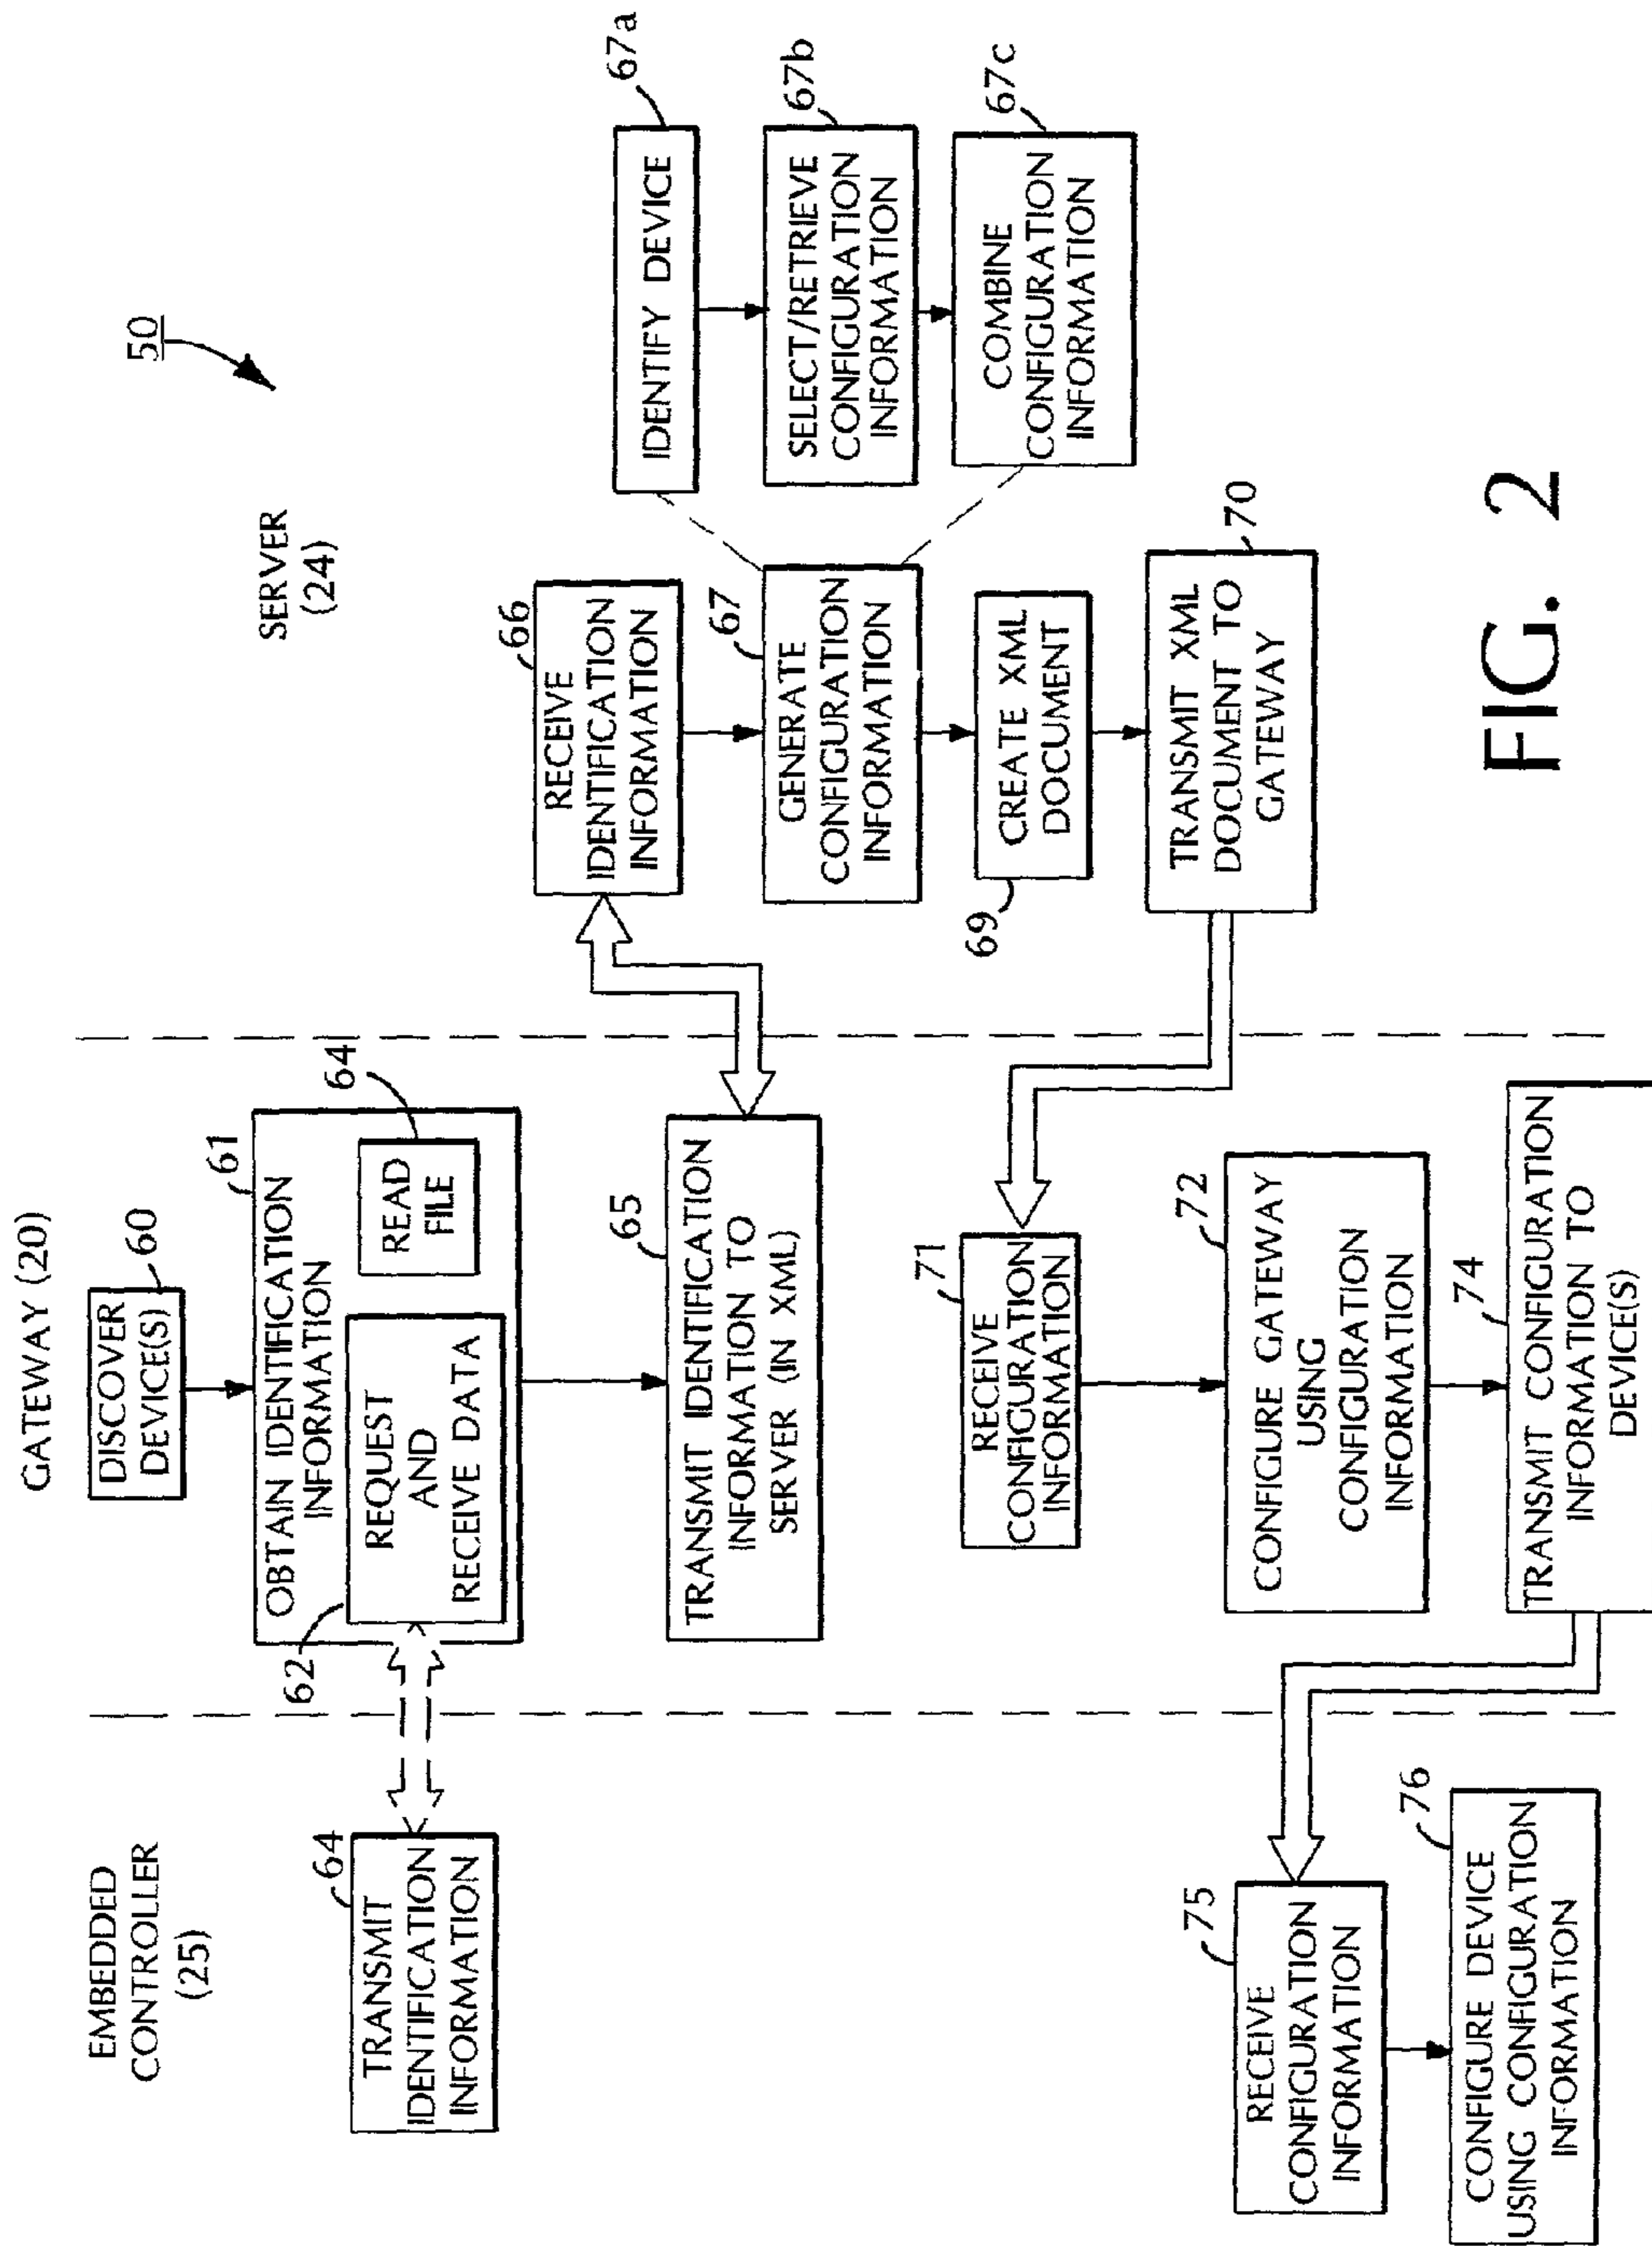 50
EMBEDDED
CONTROLLER
(25)
GATEWAY (20)
SERVER
(24)
DISCOVER
DEVICE(S)
60
61
OBTAIN IDENTIFICATION
INFORMATION
62
REQUEST
AND
RECEIVE DATA
64
READ
FILE
64
TRANSMIT
IDENTIFICATION
INFORMATION
65
TRANSMIT IDENTIFICATION
INFORMATION TO
SERVER (IN XML)
66
RECEIVE
IDENTIFICATION
INFORMATION
67
GENERATE
CONFIGURATION
INFORMATION
67a
IDENTIFY DEVICE
67b
SELECT/RETRIEVE
CONFIGURATION
INFORMATION
67c
COMBINE
CONFIGURATION
INFORMATION
69
CREATE XML
DOCUMENT
70
TRANSMIT XML
DOCUMENT TO
GATEWAY
71
RECEIVE
CONFIGURATION
INFORMATION
72
CONFIGURE GATEWAY
USING
CONFIGURATION
INFORMATION
74
TRANSMIT CONFIGURATION
INFORMATION TO
DEVICE(S)
75
RECEIVE
CONFIGURATION
INFORMATION
76
CONFIGURE DEVICE
USING CONFIGURATION
INFORMATION
FIG. 2